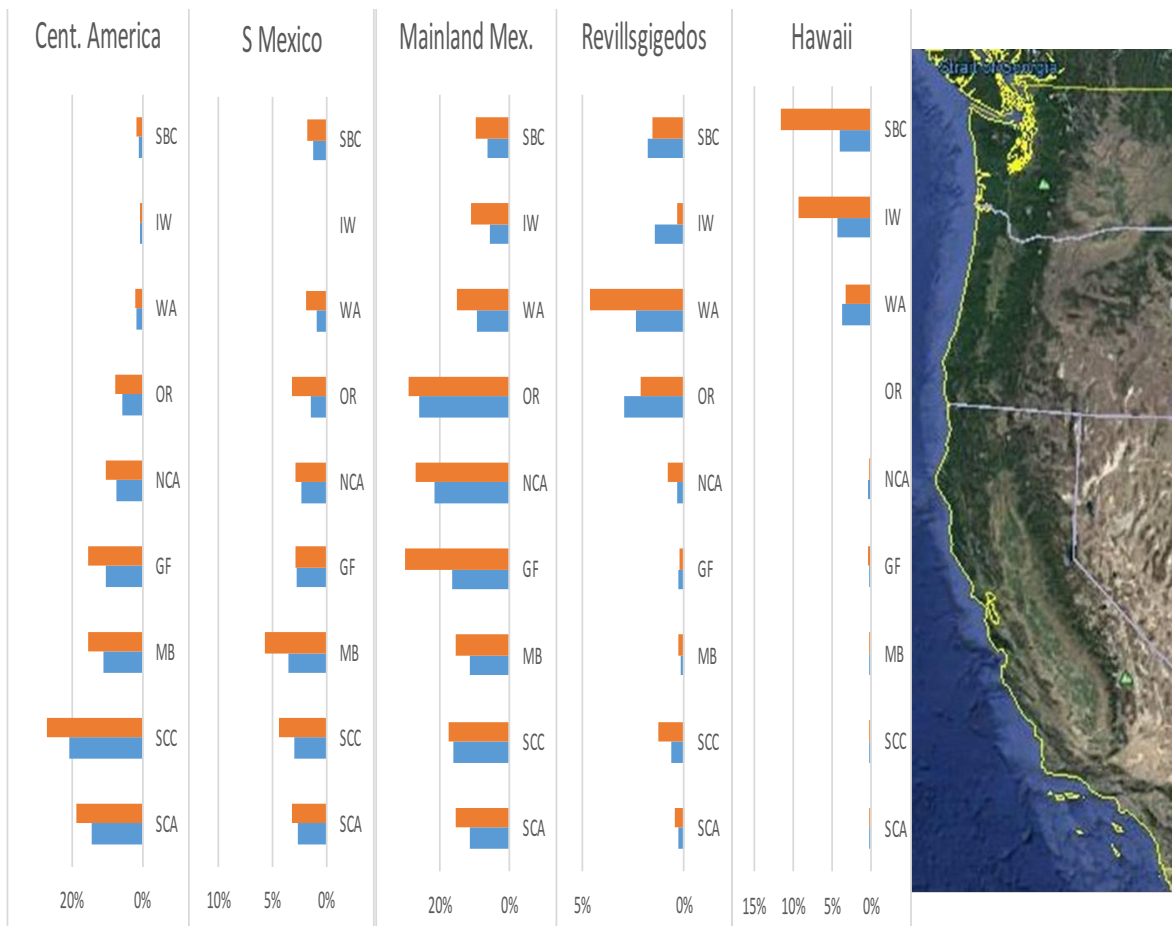 Cent. America
S Mexico
Mainland Mex.
Revillsgigedos
Hawaii
Strait of Georgia
SBC
SBC
SBC
SBC
SBC
IW
IW
IW
IW
IW
WA
WA
WA
WA
WA
OR
OR
OR
OR
OR
NCA
NCA
NCA
NCA
NCA
GF
GF
GF
GF
GF
MB
MB
MB
MB
MB
SCC
SCC
SCC
SCC
SCC
SCA
SCA
SCA
SCA
SCA
20% 0%
10% 5% 0%
20% 0%
5% 0%
15% 10% 5% 0%